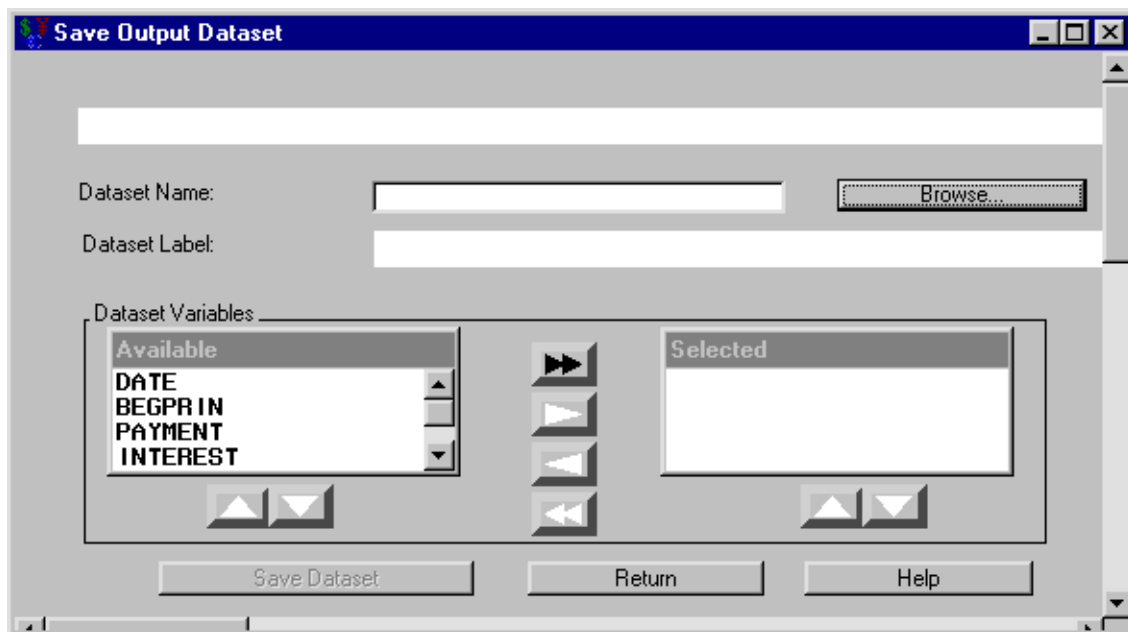 Save Output Dataset
Dataset Name:
Browse...
Dataset Label:
Dataset Variables
Available
Selected
DATE
BEGPRIN
PAYMENT
INTEREST
Save Dataset
Return
Help